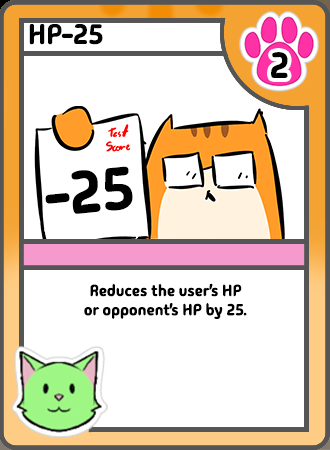 HP-25
2
Test
Score
-25
Reduces the user's HP
or opponent's HP by 25.